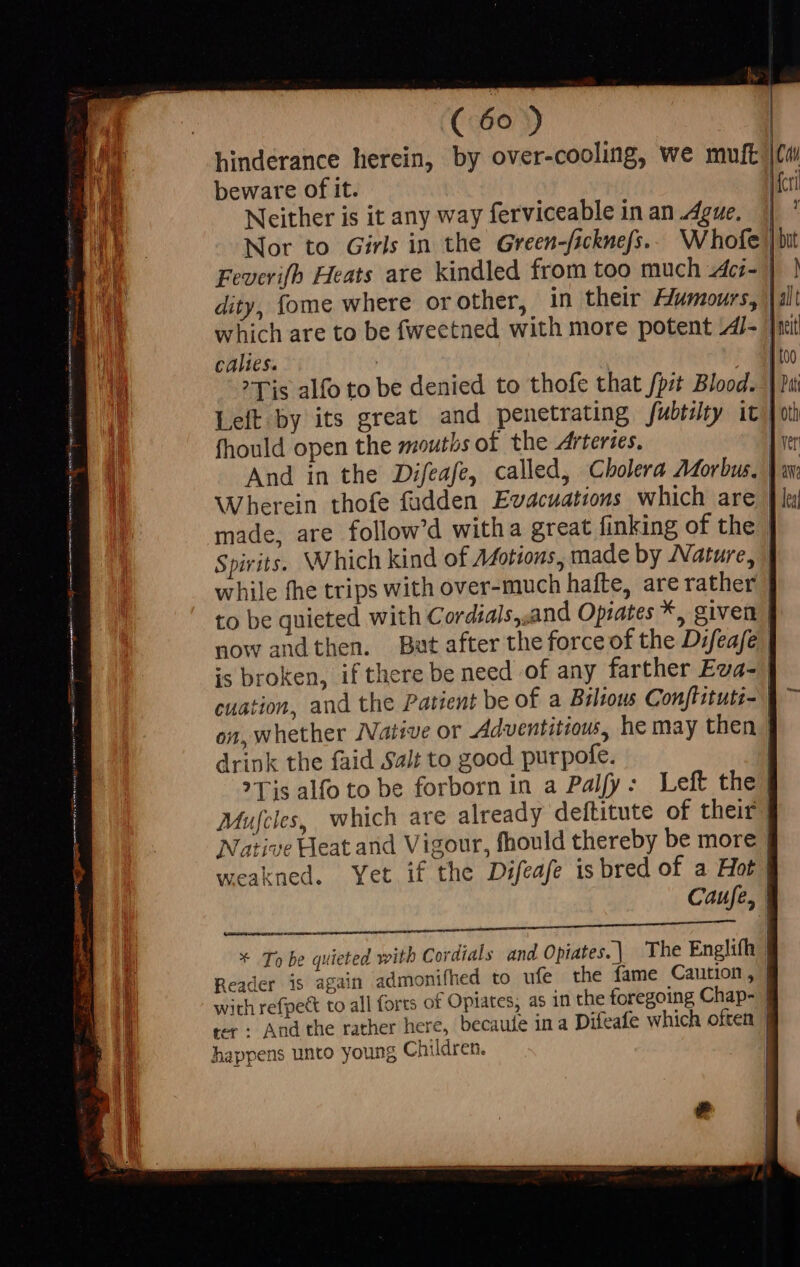 ( 60 )
hinderance herein, by over-cooling, we muſt
beware of it.
Neither is it any way ſerviceable in an Ague.
Nor to Girls in the Green-ſickneſs. Whoſe
Feveriſh Heats are kindled from too much Aci-
dity, ſome where or other, in their Humours,
which are to be ſweetned with more potent Al-
calies.
'Tis alſo to be denied to thoſe that ſpit Blood.
Left by its great and penetrating ſubtilty it
ſhould open the mouths of the Arteries.
And in the Diſeaſe, called, Cholera Morbus.
Wherein thoſe ſudden Evacuations which are
made, are follow'd with a great ſinking of the
Spirits. Which kind of Motions, made by Nature,
while ſhe trips with over-much haſte, are rather
to be quieted with Cordials, and Opiates *, given
now and then. But after the force of the Diſeaſe
is broken, if there be need of any farther Eva-
cuation, and the Patient be of a Bilious Conſtituti-
on, whether Native or Adventitious, he may then
drink the ſaid Salt to good purpoſe.
'Tis alſo to be forborn in a Palſy: Left the
Muſcles, which are already deſtitute of their
Native Heat and Vigour, ſhould thereby be more
weakned. Yet if the Diſeaſe is bred of a Hot
Cauſe,
* To be quieted with Cordials and Opiates.] The Engliſh
Reader is again admoniſhed to uſe the ſame Caution,
with reſpect to all ſorts of Opiates, as in the foregoing Chap-
ter: And the rather here, becauſe in a Diſeaſe which often
happens unto young Children.